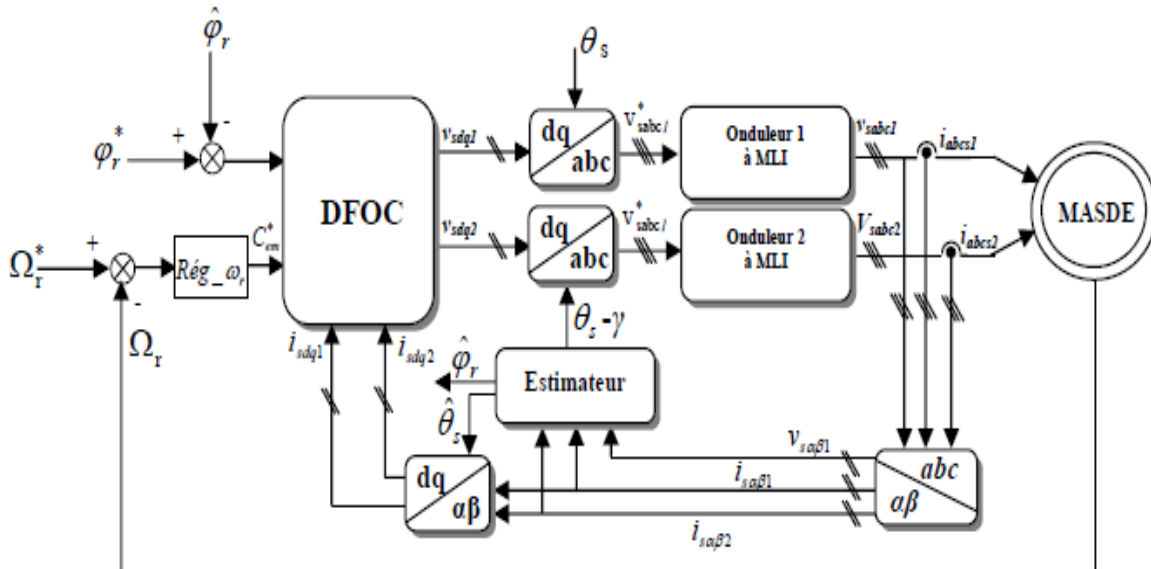 φ̂r
θs
+
-
φr*
dq
abc
v*sabc1
Onduleur 1
à MLI
vsabc1
iabcs1
vsdq1
DFOC
MASDE
vsdq2
dq
abc
v*sabc1
Onduleur 2
à MLI
Vsabc2
iabcs2
+
Ωr*
-
Rég_ωr
C*em
Ωr
isdq1
isdq2
θs-γ
φ̂r
Estimateur
θ̂s
dq
αβ
vsαβ1
isαβ1
isαβ2
abc
αβ